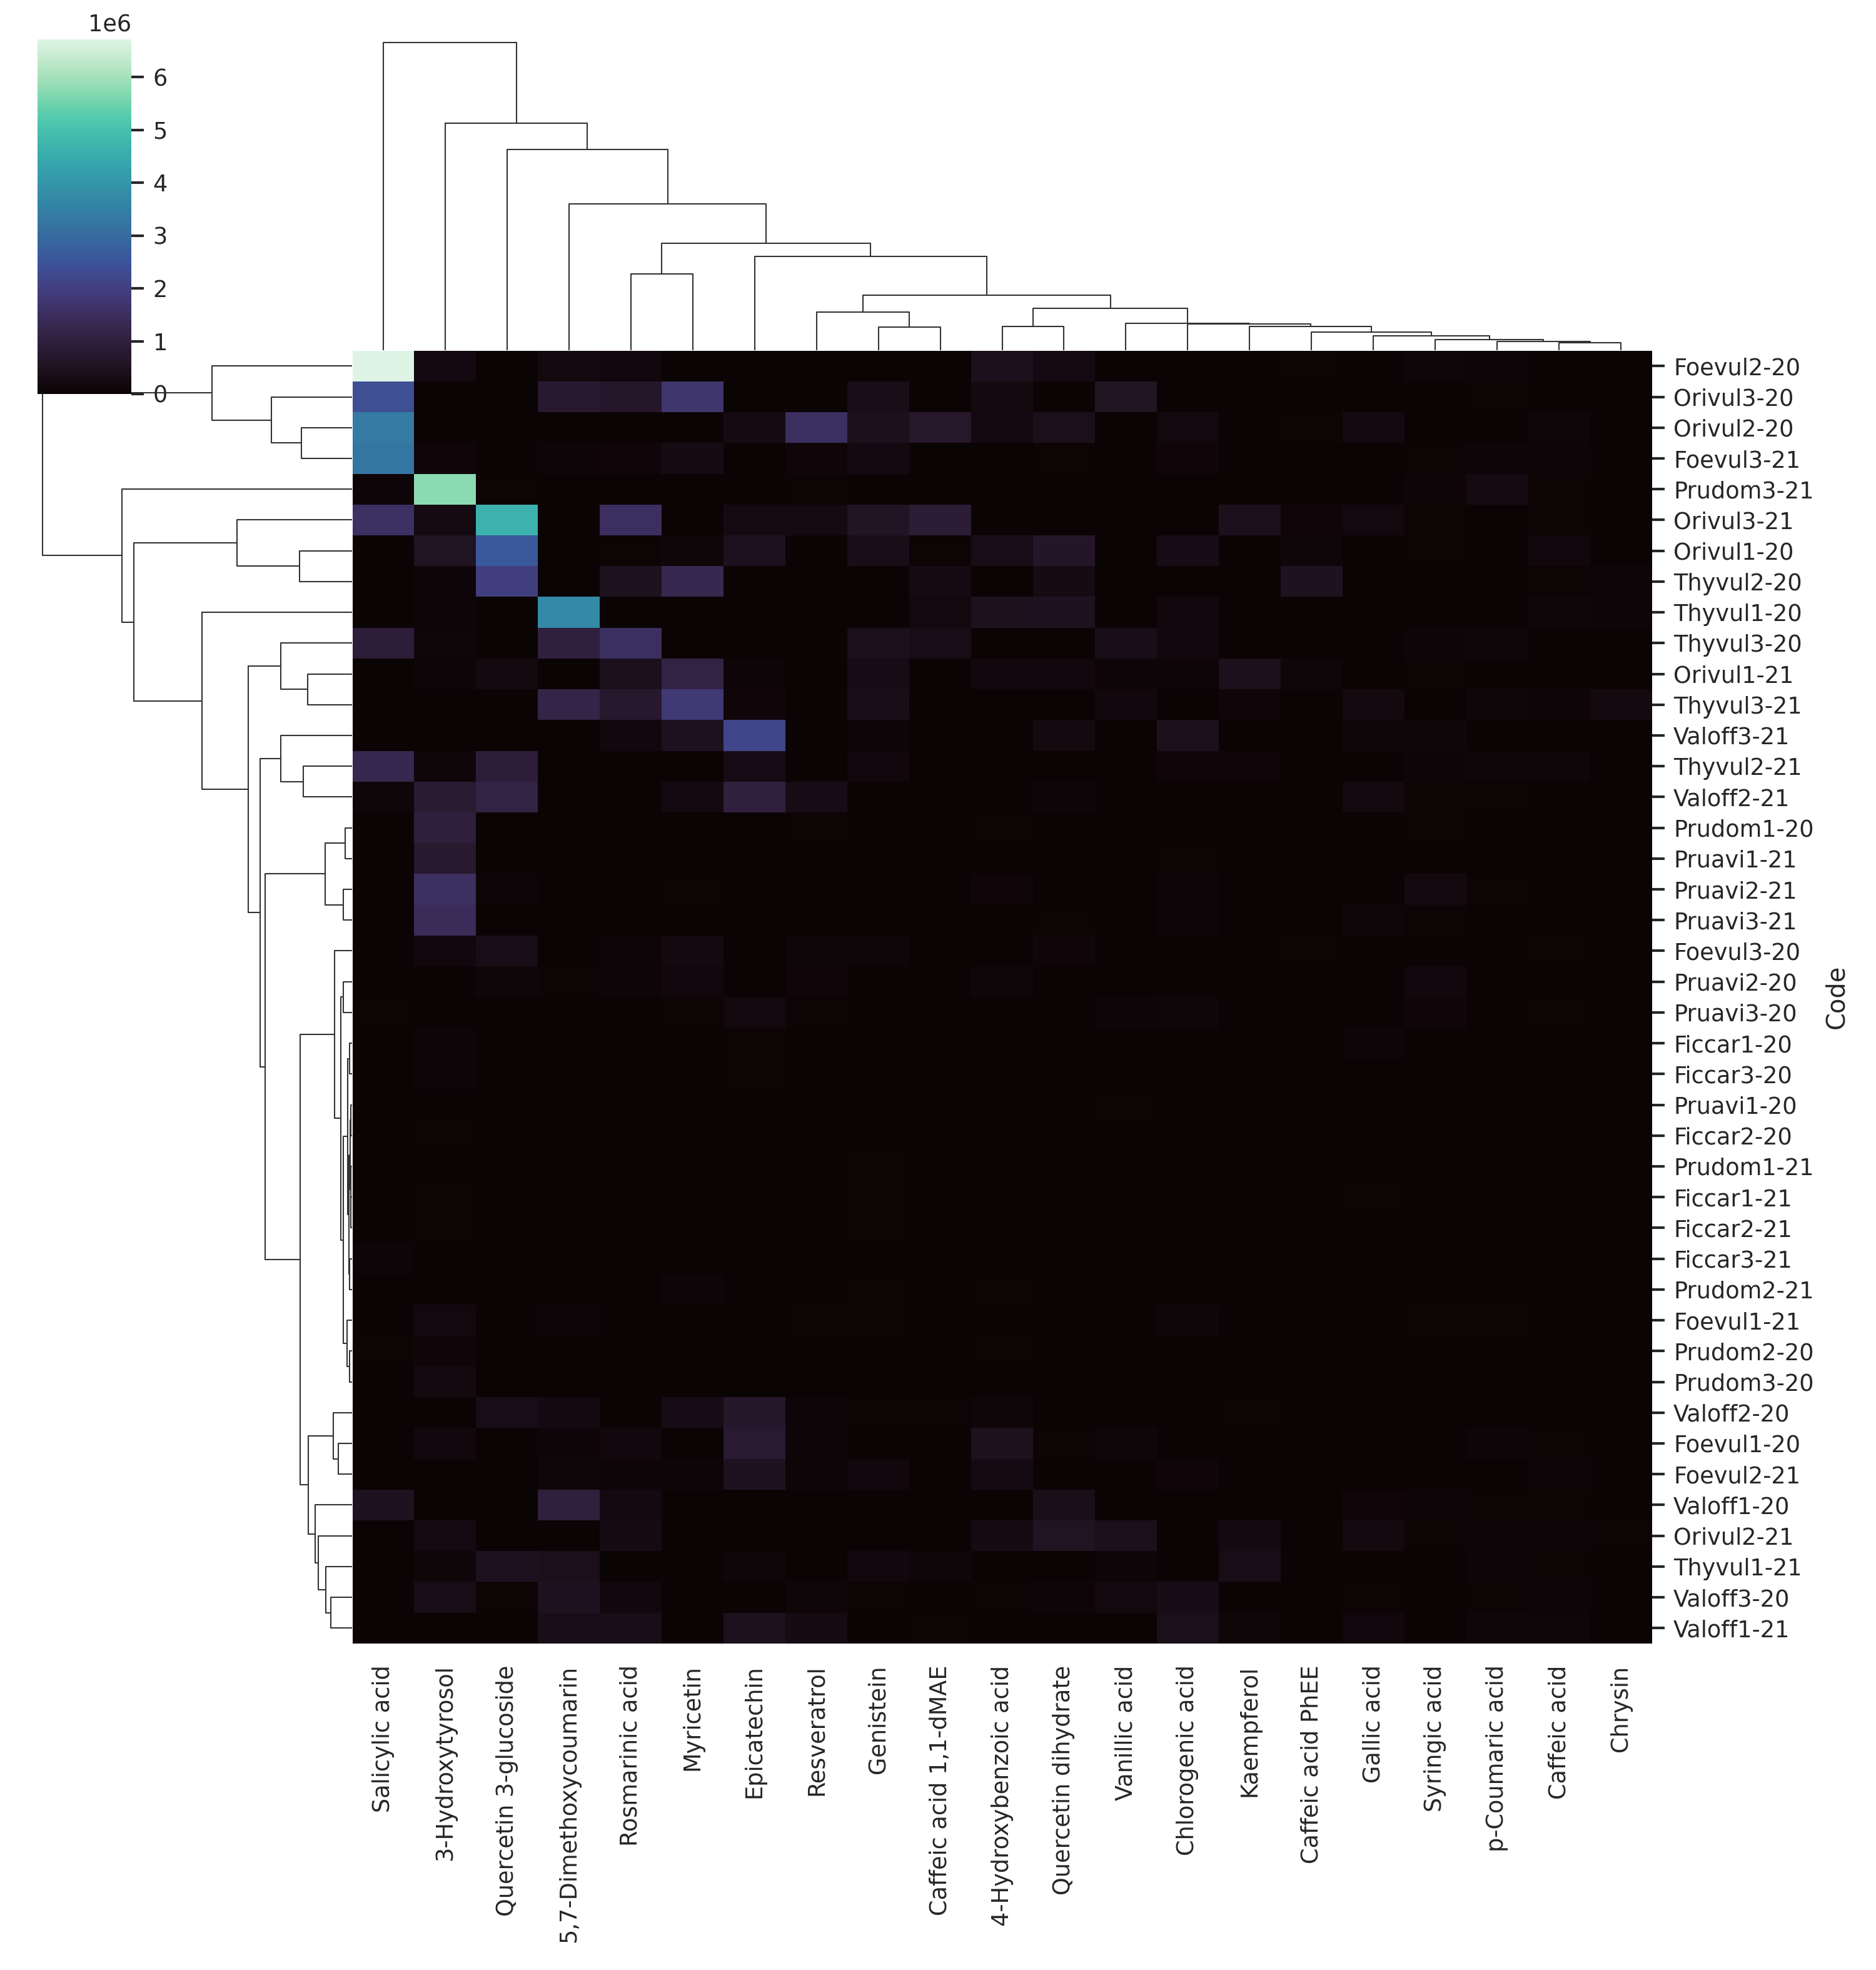 1e6
6
5
4
3
2
1
0
Foevul2-20
Orivul3-20
Orivul2-20
Foevul3-21
Prudom3-21
Orivul3-21
Orivul1-20
Thyvul2-20
Thyvul1-20
Thyvul3-20
Orivul1-21
Thyvul3-21
Valoff3-21
Thyvul2-21
Valoff2-21
Prudom1-20
Pruavi1-21
Pruavi2-21
Pruavi3-21
Foevul3-20
Pruavi2-20
Pruavi3-20
Ficcar1-20
Ficcar3-20
Pruavi1-20
Ficcar2-20
Prudom1-21
Ficcar1-21
Ficcar2-21
Ficcar3-21
Prudom2-21
Foevul1-21
Prudom2-20
Prudom3-20
Valoff2-20
Foevul1-20
Foevul2-21
Valoff1-20
Orivul2-21
Thyvul1-21
Valoff3-20
Valoff1-21
Code
Salicylic acid
3-Hydroxytyrosol
Quercetin 3-glucoside
5,7-Dimethoxycoumarin
Rosmarinic acid
Myricetin
Epicatechin
Resveratrol
Genistein
Caffeic acid 1,1-dMAE
4-Hydroxybenzoic acid
Quercetin dihydrate
Vanillic acid
Chlorogenic acid
Kaempferol
Caffeic acid PhEE
Gallic acid
Syringic acid
p-Coumaric acid
Caffeic acid
Chrysin